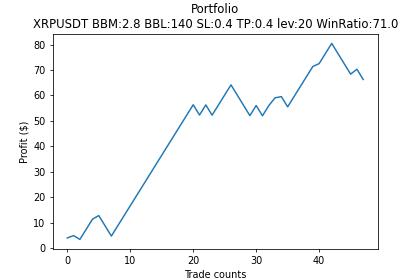 Portfolio
XRPUSDT BBM:2.8 BBL:140 SL:0.4 TP:0.4 lev:20 WinRatio:71.0
80
70
60
50
40
30
20
10
0
Profit ($)
0 10 20 30 40
Trade counts